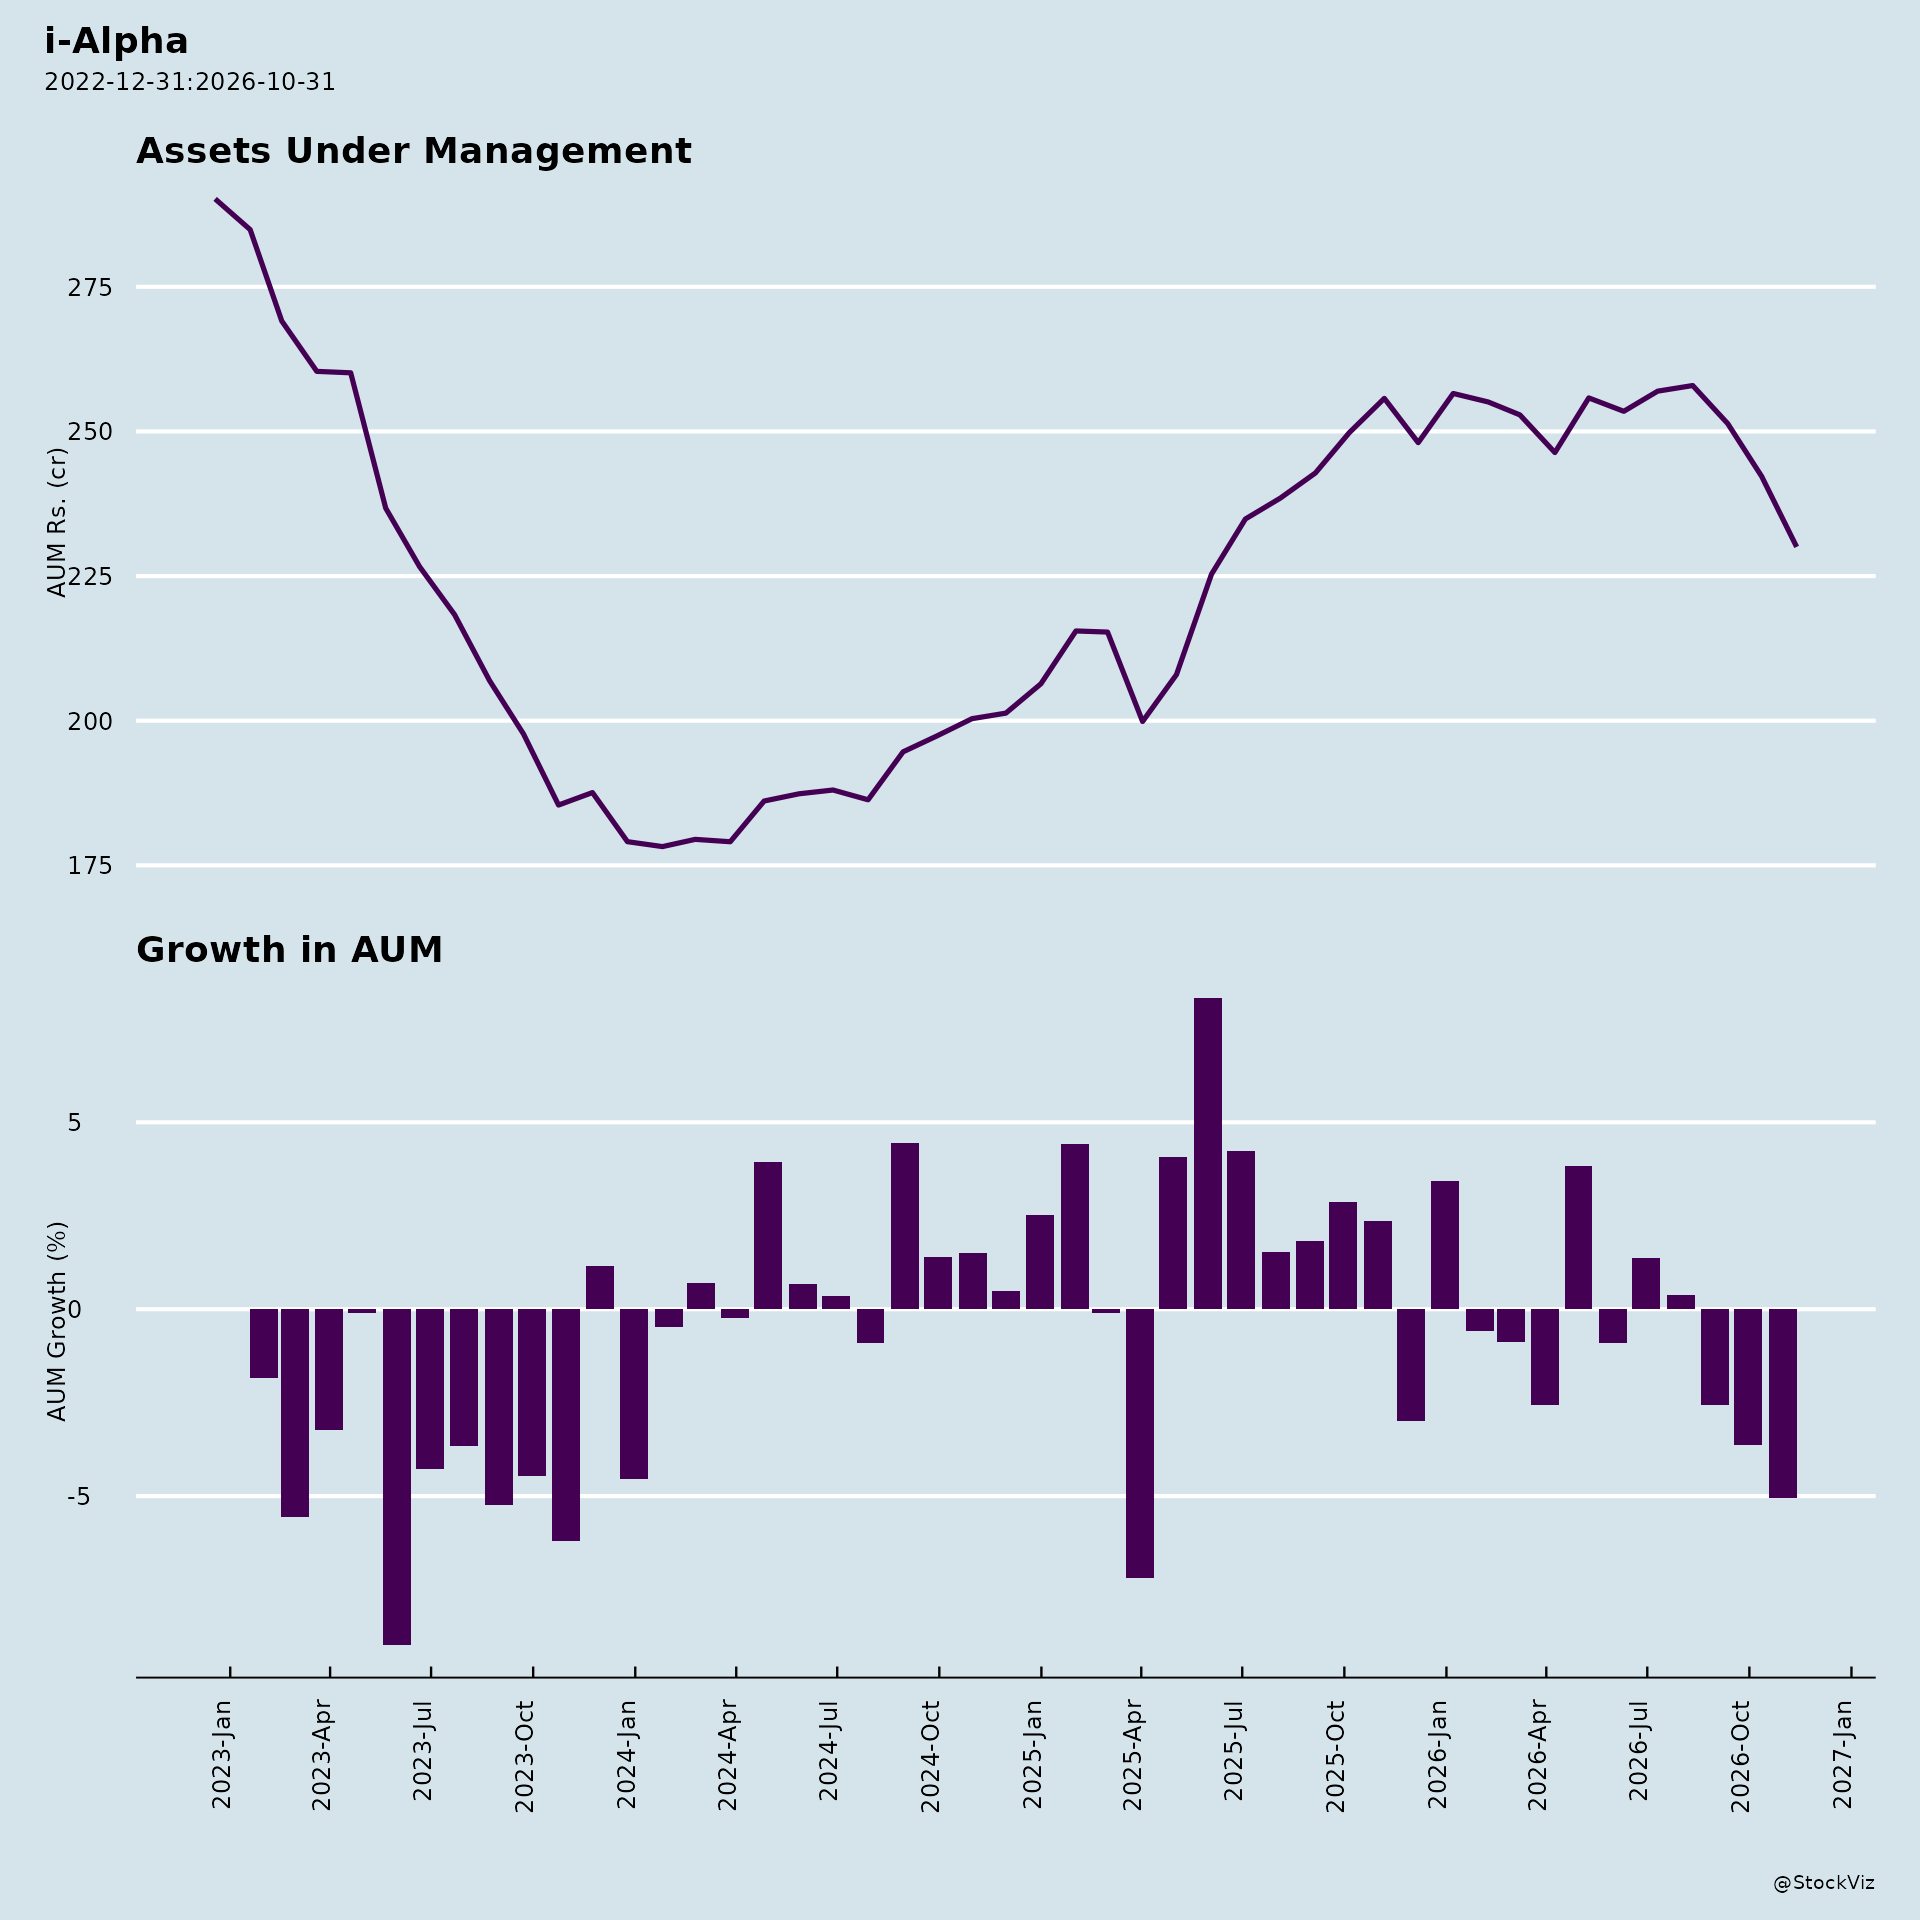 i-Alpha
2022-12-31:2026-10-31
Assets Under Management
AUM Rs. (cr)
275
250
225
200
175
Growth in AUM
AUM Growth (%)
5
0
-5
2023-Jan
2023-Apr
2023-Jul
2023-Oct
2024-Jan
2024-Apr
2024-Jul
2024-Oct
2025-Jan
2025-Apr
2025-Jul
2025-Oct
2026-Jan
2026-Apr
2026-Jul
2026-Oct
2027-Jan
@StockViz